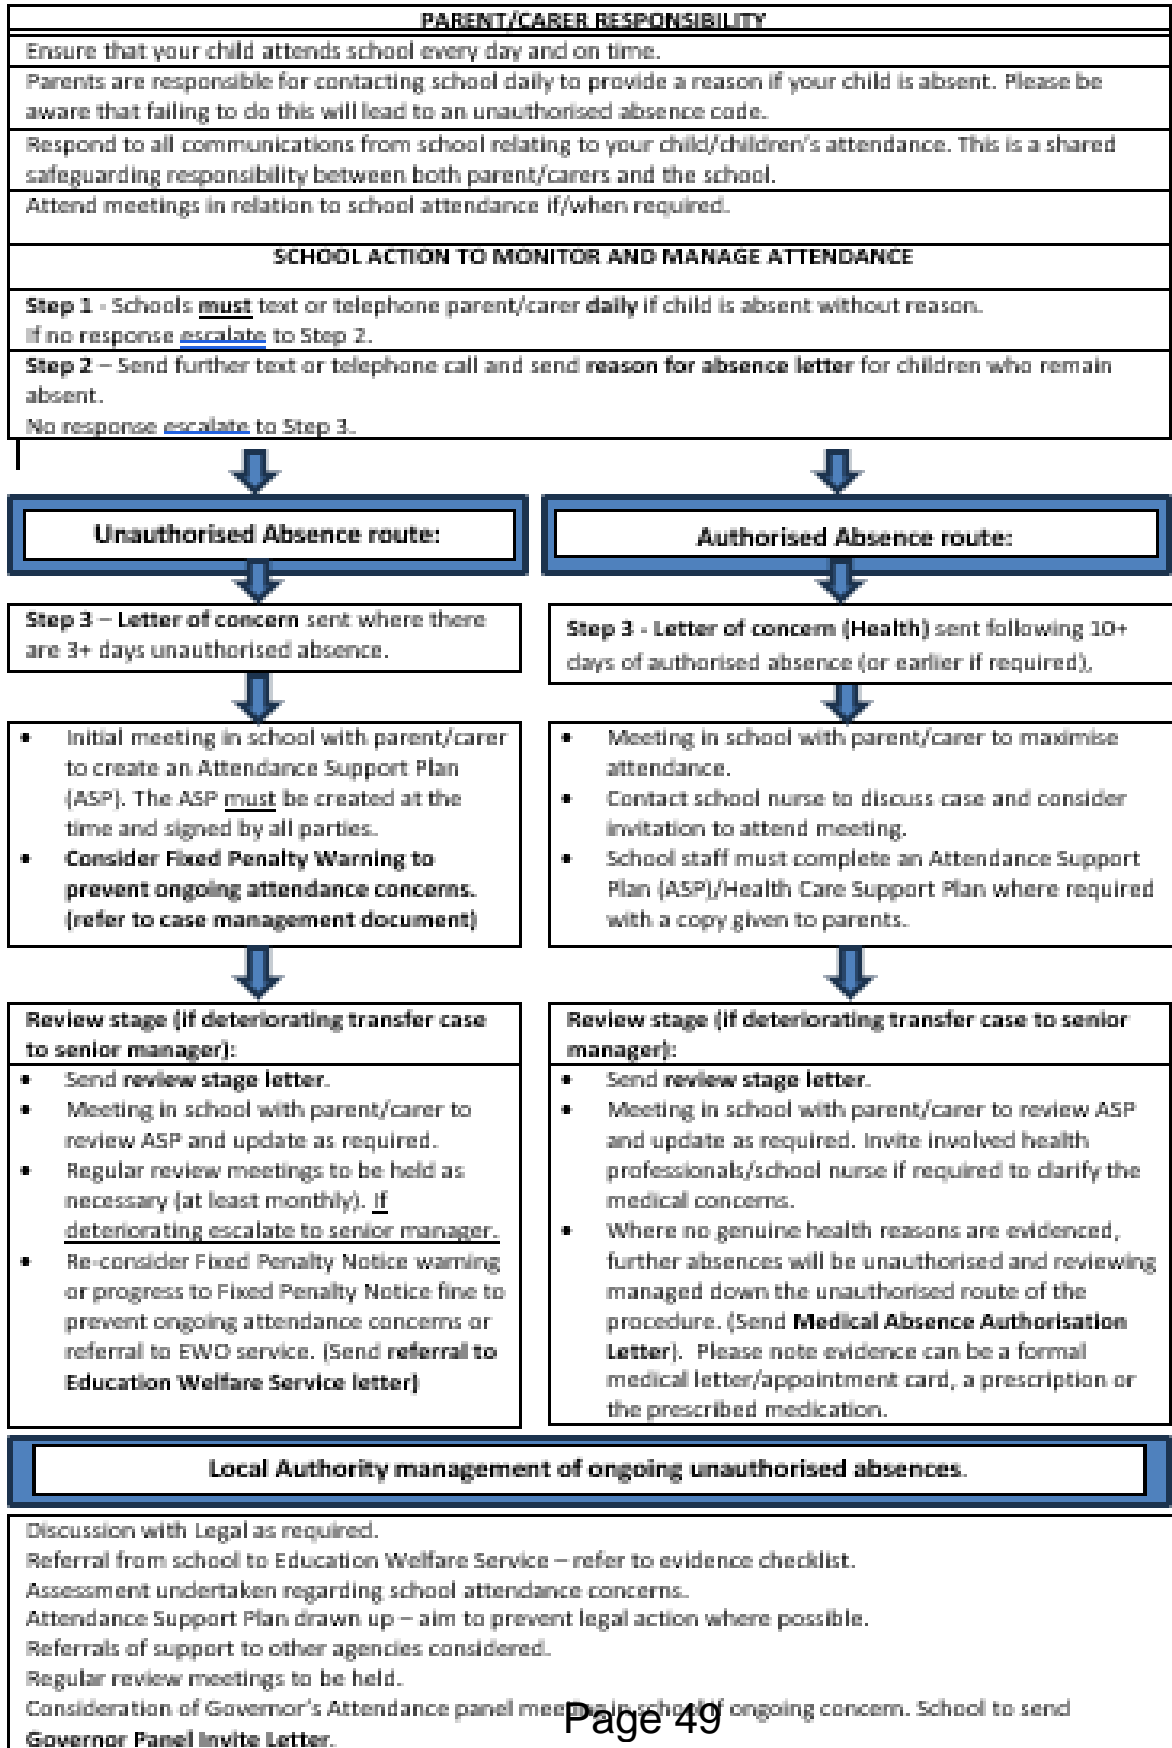 PARENT/CARER RESPONSIBILITY
Ensure that your child attends school every day and on time.
Parents are responsible for contacting school daily to provide a reason if your child is absent. Please be
aware that failing to do this will lead to an unauthorised absence code.
Respond to all communications from school relating to your child/children's attendance. This is a shared
safeguarding responsibility between both parent/carers and the school.
Attend meetings in relation to school attendance if/when required.
SCHOOL ACTION TO MONITOR AND MANAGE ATTENDANCE
Step 1 - Schools must text or telephone parent/carer daily if child is absent without reason.
If no response escalate to Step 2.
Step 2 – Send further text or telephone call and send reason for absence letter for children who remain
absent.
No response escalate to Step 3.
Unauthorised Absence route:
Step 3 – Letter of concern sent where there
are 3+ days unauthorised absence.
• Initial meeting in school with parent/carer
to create an Attendance Support Plan
(ASP). The ASP must be created at the
time and signed by all parties.
• Consider Fixed Penalty Warning to
prevent ongoing attendance concerns.
(refer to case management document)
Review stage (if deteriorating transfer case
to senior manager):
• Send review stage letter.
• Meeting in school with parent/carer to
review ASP and update as required.
• Regular review meetings to be held as
necessary (at least monthly). If
deteriorating escalate to senior manager.
• Re-consider Fixed Penalty Notice warning
or progress to Fixed Penalty Notice fine to
prevent ongoing attendance concerns or
referral to EWO service. (Send referral to
Education Welfare Service letter)
Authorised Absence route:
Step 3 - Letter of concern (Health) sent following 10+
days of authorised absence (or earlier if required),
• Meeting in school with parent/carer to maximise
attendance.
• Contact school nurse to discuss case and consider
invitation to attend meeting.
• School staff must complete an Attendance Support
Plan (ASP)/Health Care Support Plan where required
with a copy given to parents.
Review stage (if deteriorating transfer case to senior
manager):
• Send review stage letter.
• Meeting in school with parent/carer to review ASP
and update as required. Invite involved health
professionals/school nurse if required to clarify the
medical concerns.
• Where no genuine health reasons are evidenced,
further absences will be unauthorised and reviewing
managed down the unauthorised route of the
procedure. (Send Medical Absence Authorisation
Letter). Please note evidence can be a formal
medical letter/appointment card, a prescription or
the prescribed medication.
Local Authority management of ongoing unauthorised absences.
Discussion with Legal as required.
Referral from school to Education Welfare Service – refer to evidence checklist.
Assessment undertaken regarding school attendance concerns.
Attendance Support Plan drawn up – aim to prevent legal action where possible.
Referrals of support to other agencies considered.
Regular review meetings to be held.
Consideration of Governor's Attendance panel meeting in school if ongoing concern. School to send
Governor Panel Invite Letter.
Page 49